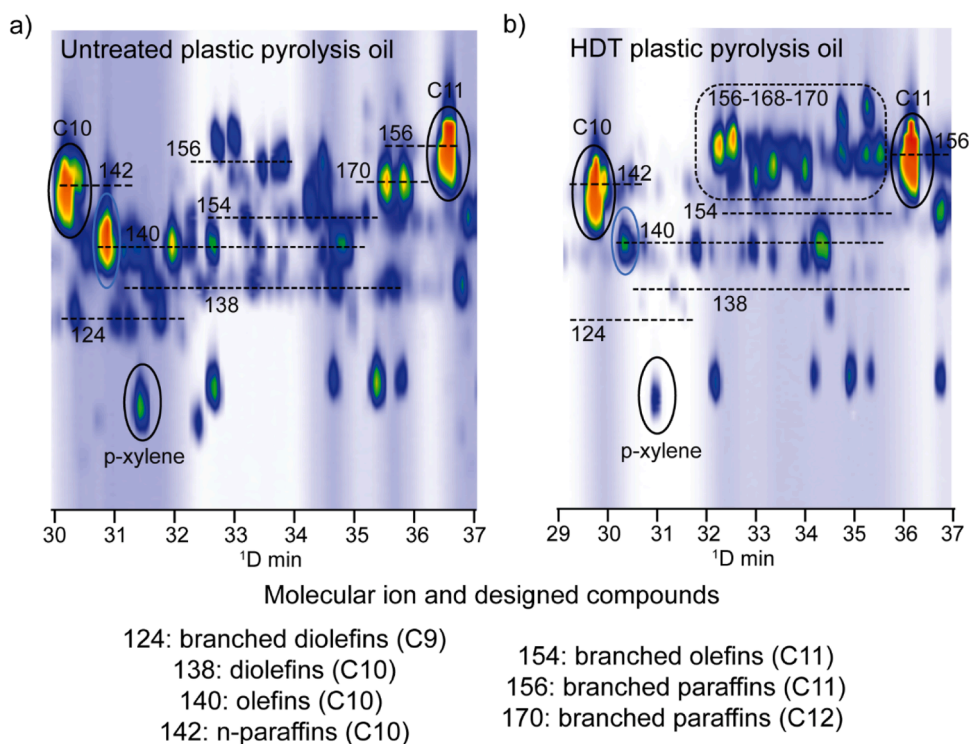 a)
Untreated plastic pyrolysis oil
C10
142
140
156
154
138
124
170
156
C11
p-xylene
30 31 32 33 34 35 36 37
¹D min
b)
HDT plastic pyrolysis oil
C10
142
140
156-168-170
154
138
124
C11
156
p-xylene
29 30 31 32 33 34 35 36 37
¹D min
Molecular ion and designed compounds
124: branched diolefins (C9)
138: diolefins (C10)
140: olefins (C10)
142: n-paraffins (C10)
154: branched olefins (C11)
156: branched paraffins (C11)
170: branched paraffins (C12)